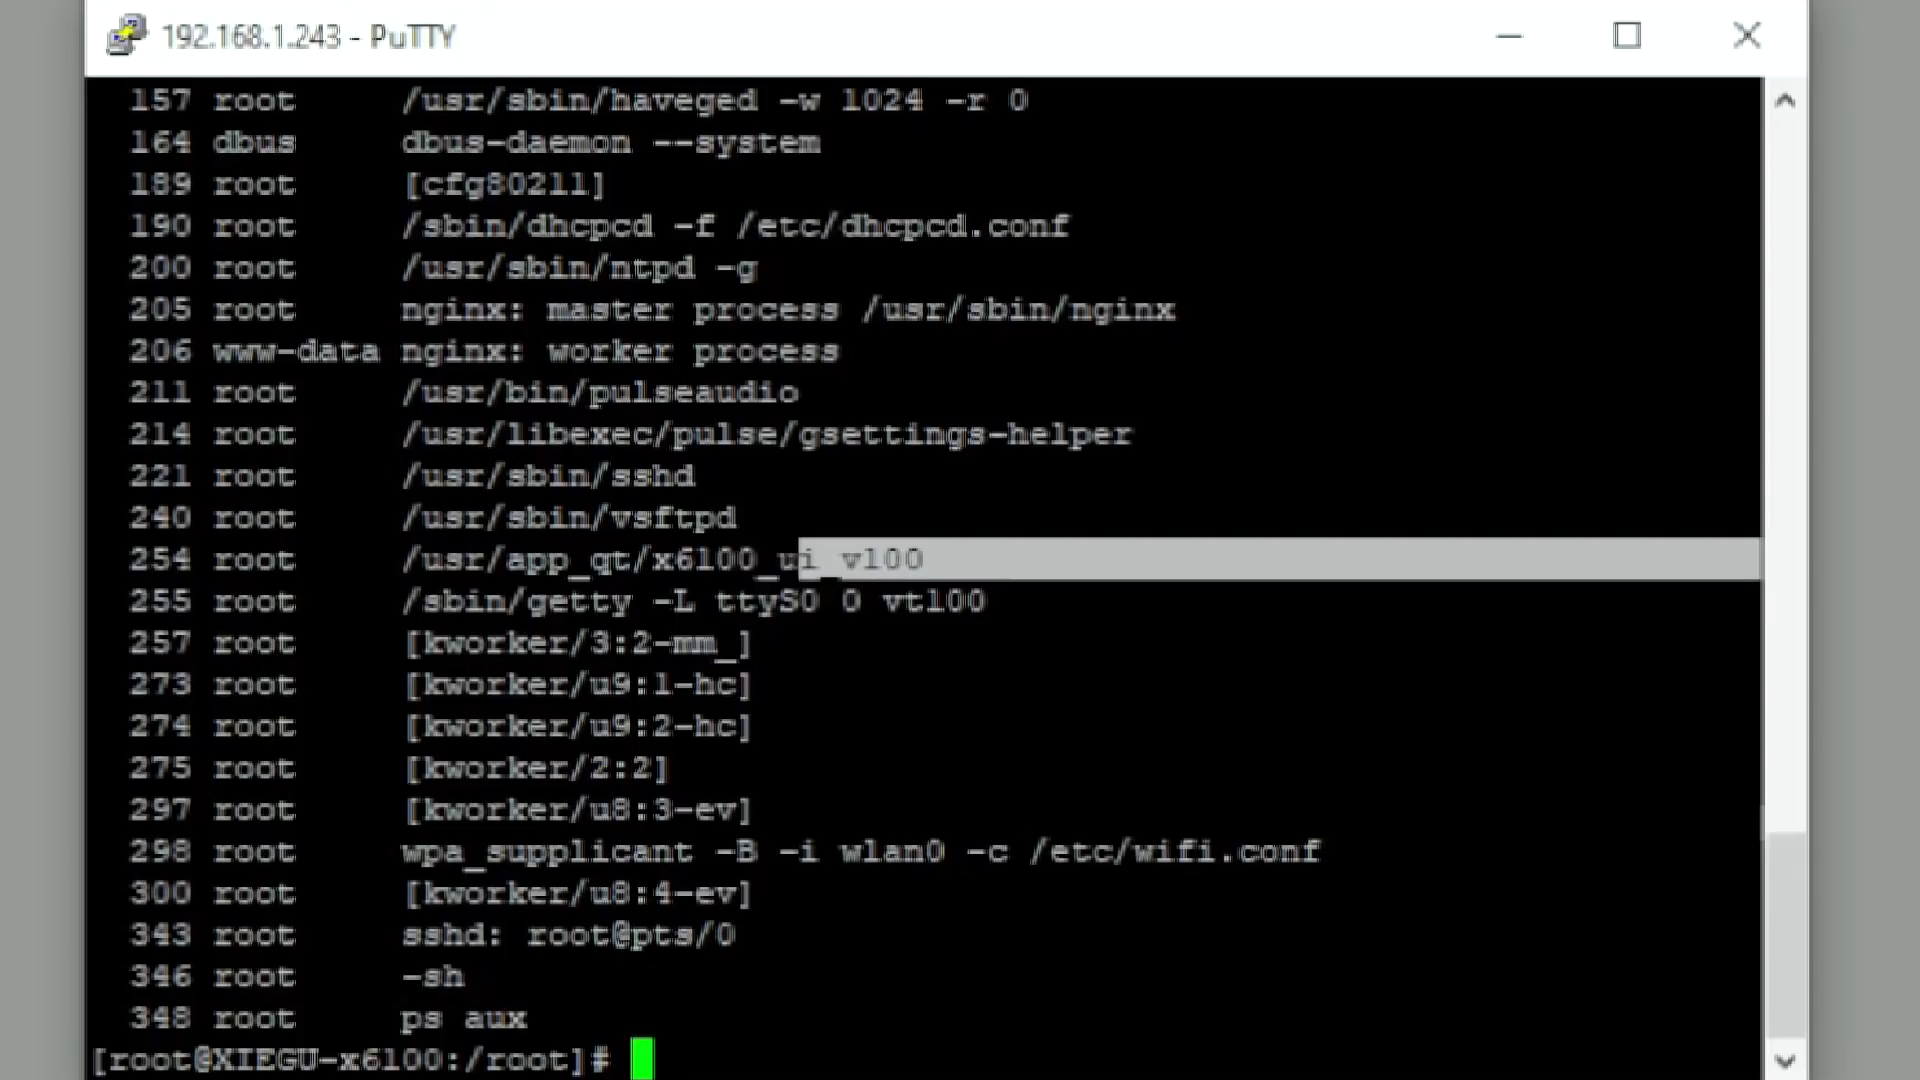 192.168.1.243 - PuTTY
157 root /usr/sbin/haveged -w 1024 -r 0
164 dbus dbus-daemon --system
189 root [cfg80211]
190 root /sbin/dhcpcd -f /etc/dhcpcd.conf
200 root /usr/sbin/ntpd -g
205 root nginx: master process /usr/sbin/nginx
206 www-data nginx: worker process
211 root /usr/bin/pulseaudio
214 root /usr/libexec/pulse/gsettings-helper
221 root /usr/sbin/sshd
240 root /usr/sbin/vsftpd
254 root /usr/app_qt/x6100_ui_v100
255 root /sbin/getty -L ttyS0 0 vt100
257 root [kworker/3:2-mm_]
273 root [kworker/u9:1-hc]
274 root [kworker/u9:2-hc]
275 root [kworker/2:2]
297 root [kworker/u8:3-ev]
298 root wpa_supplicant -B -i wlan0 -c /etc/wifi.conf
300 root [kworker/u8:4-ev]
343 root sshd: root@pts/0
346 root -sh
348 root ps aux
[root@XIEGU-x6100:/root]#